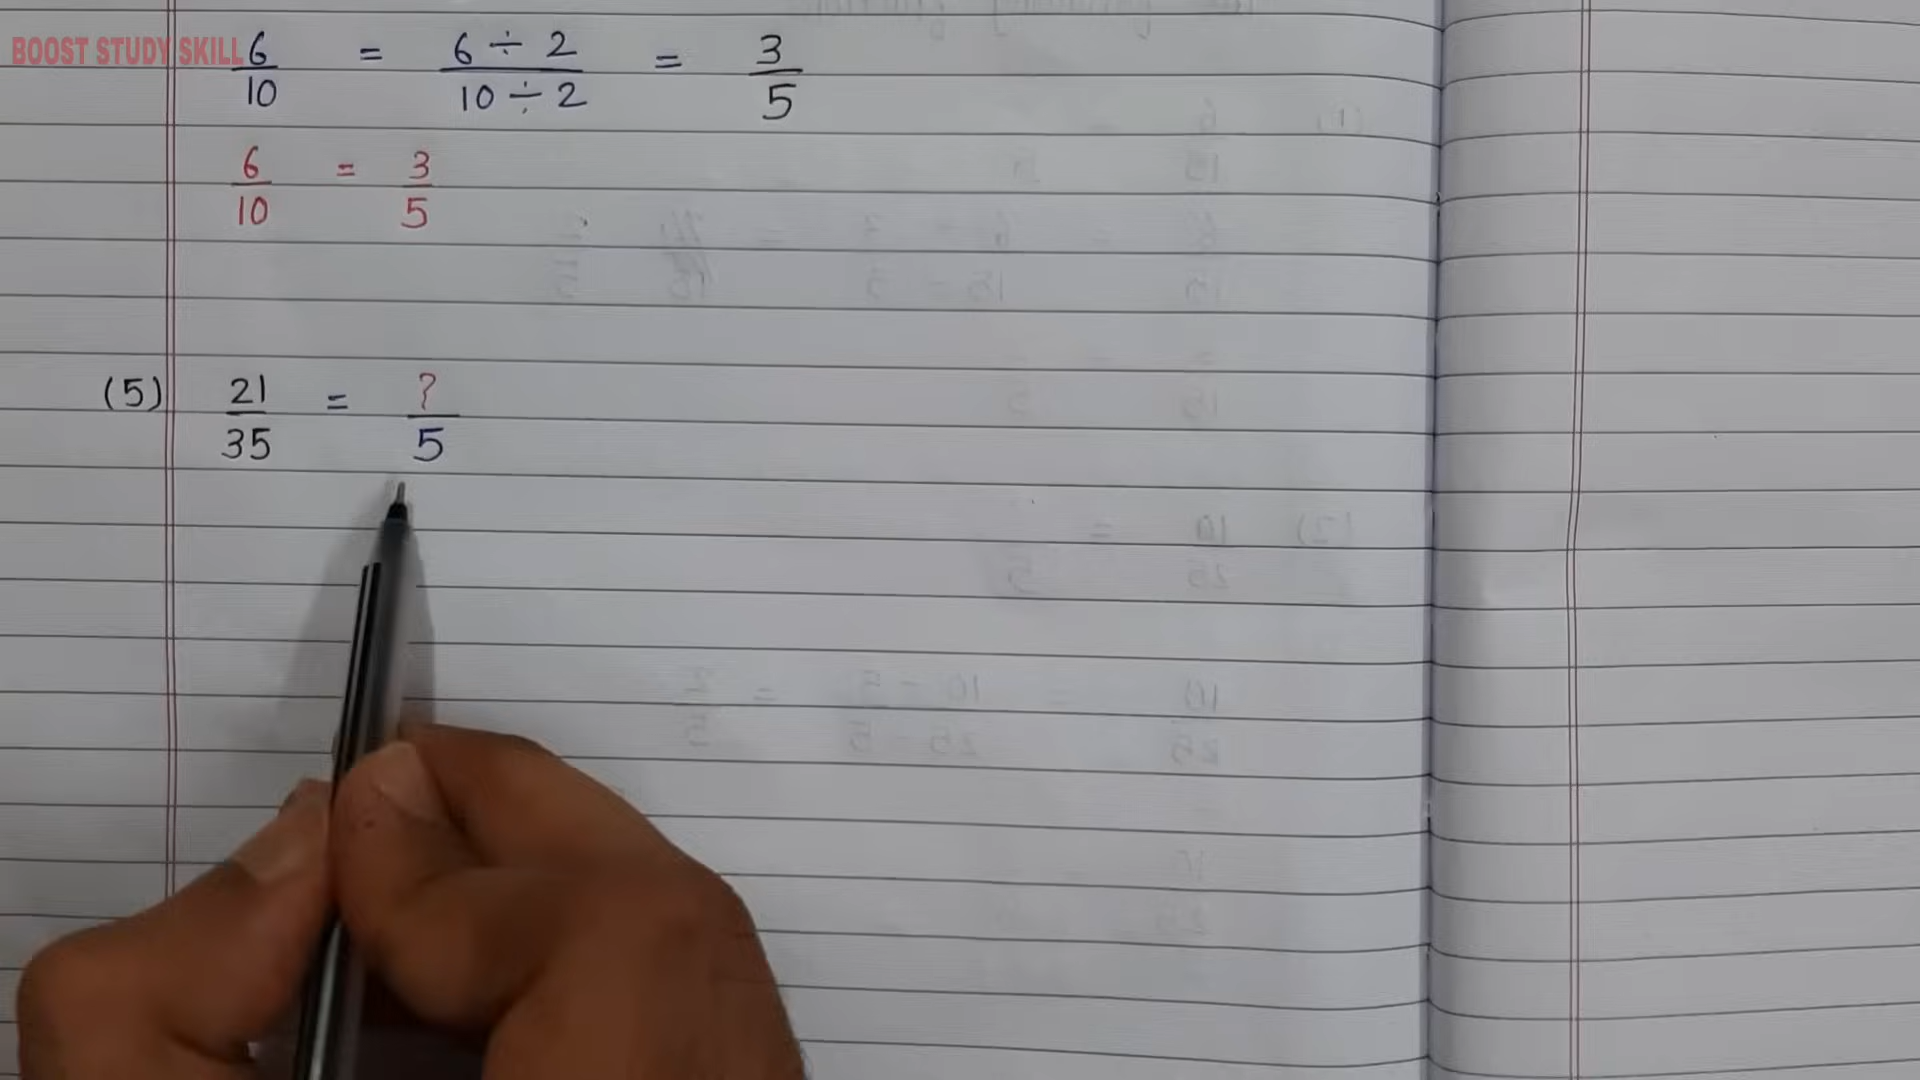 BOOST STUDY SKILL
6/10 = 6 ÷ 2/10 ÷ 2 = 3/5
6/10 = 3/5
(5) 21/35 = ?/5